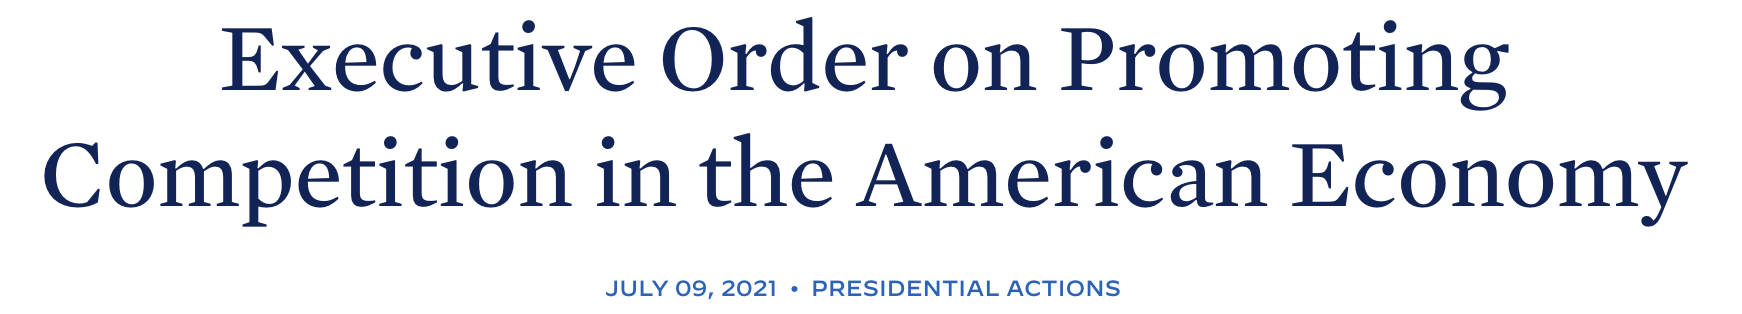 Executive Order on Promoting
Competition in the American Economy
JULY 09, 2021 • PRESIDENTIAL ACTIONS